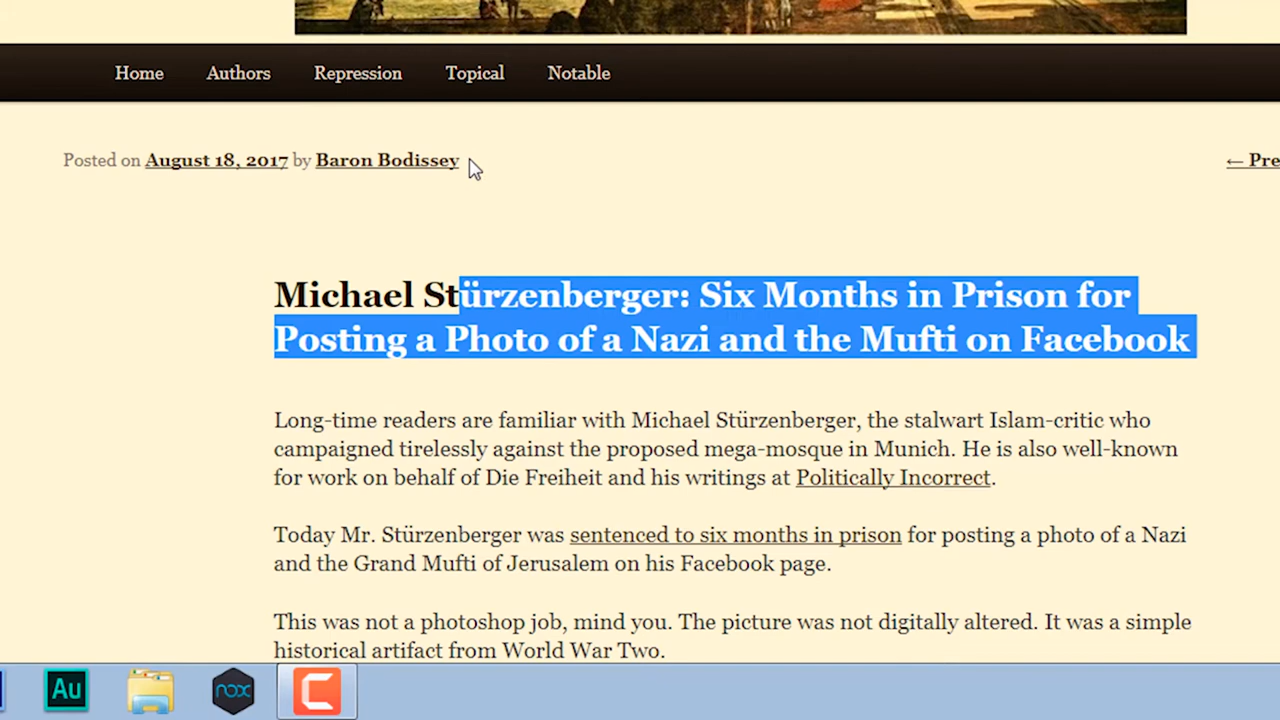 Home Authors Repression Topical Notable
Posted on August 18, 2017 by Baron Bodissey ← Pre
Michael Stürzenberger: Six Months in Prison for
Posting a Photo of a Nazi and the Mufti on Facebook
Long-time readers are familiar with Michael Stürzenberger, the stalwart Islam-critic who
campaigned tirelessly against the proposed mega-mosque in Munich. He is also well-known
for work on behalf of Die Freiheit and his writings at Politically Incorrect.
Today Mr. Stürzenberger was sentenced to six months in prison for posting a photo of a Nazi
and the Grand Mufti of Jerusalem on his Facebook page.
This was not a photoshop job, mind you. The picture was not digitally altered. It was a simple
historical artifact from World War Two.
Au nox C